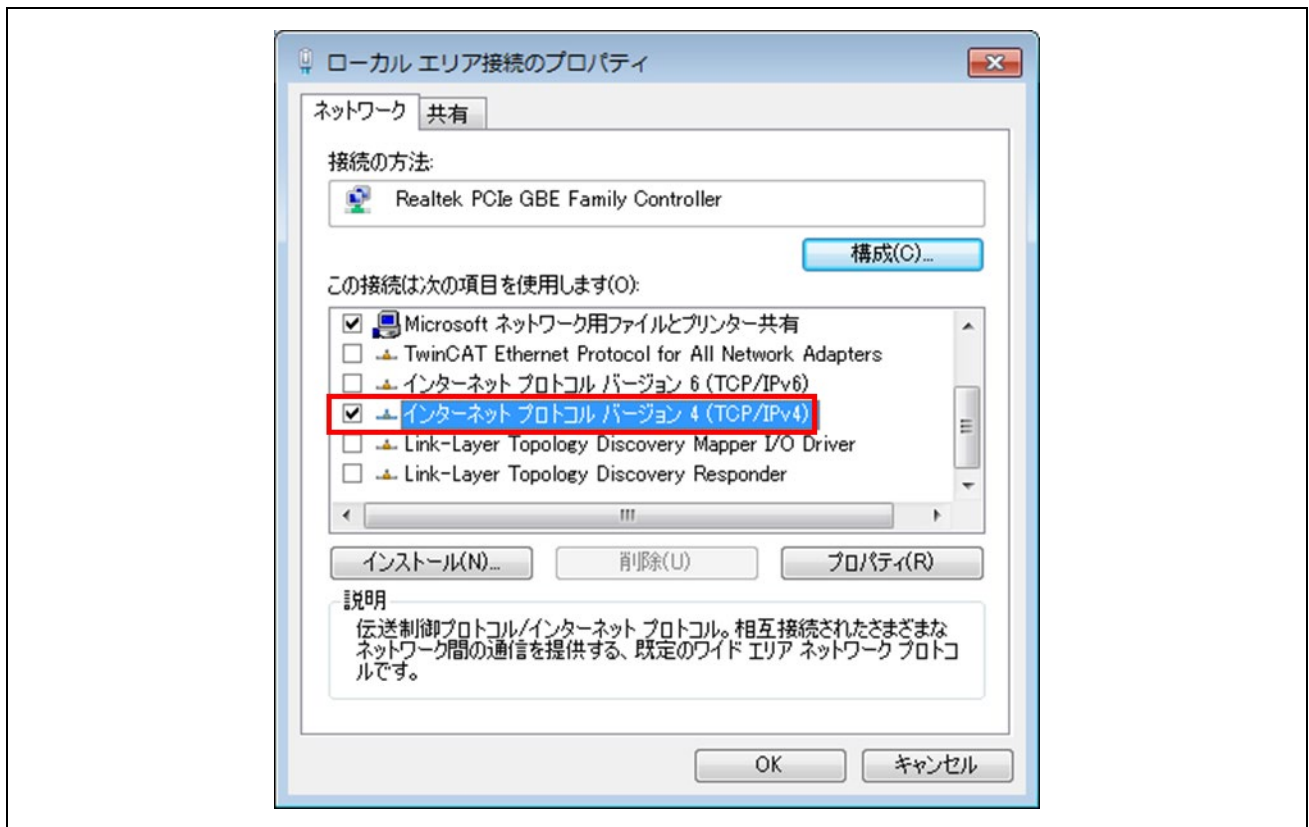 ローカル エリア接続のプロパティ
ネットワーク 共有
接続の方法:
Realtek PCIe GBE Family Controller
構成(C)...
この接続は次の項目を使用します(O):
Microsoft ネットワーク用ファイルとプリンター共有
TwinCAT Ethernet Protocol for All Network Adapters
インターネット プロトコル バージョン 6 (TCP/IPv6)
インターネット プロトコル バージョン 4 (TCP/IPv4)
Link-Layer Topology Discovery Mapper I/O Driver
Link-Layer Topology Discovery Responder
インストール(N)... 削除(U) プロパティ(R)
説明
伝送制御プロトコル/インターネット プロトコル。相互接続されたさまざまな
ネットワーク間の通信を提供する、既定のワイド エリア ネットワーク プロトコ
ルです。
OK キャンセル